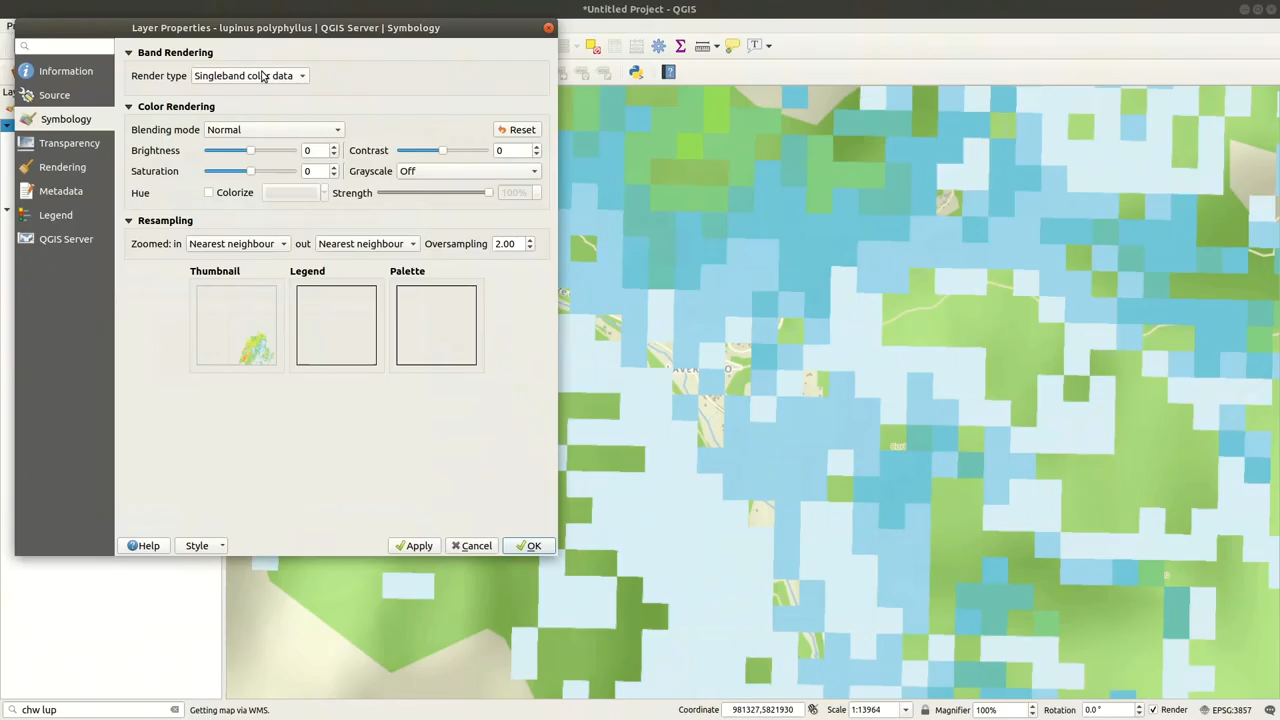 *Untitled Project - QGIS
Layer Properties - lupinus polyphyllus | QGIS Server | Symbology
Information
Source
Symbology
Transparency
Rendering
Metadata
Legend
QGIS Server
Band Rendering
Render type Singleband color data
Color Rendering
Blending mode Normal Reset
Brightness 0 Contrast 0
Saturation 0 Grayscale Off
Hue Colorize Strength 100%
Resampling
Zoomed: in Nearest neighbour out Nearest neighbour Oversampling 2.00
Thumbnail Legend Palette
Help Style Apply Cancel OK
chw lup Getting map via WMS. Coordinate 981327,5821930 Scale 1:13964 Magnifier 100% Rotation 0.0 ° Render EPSG:3857